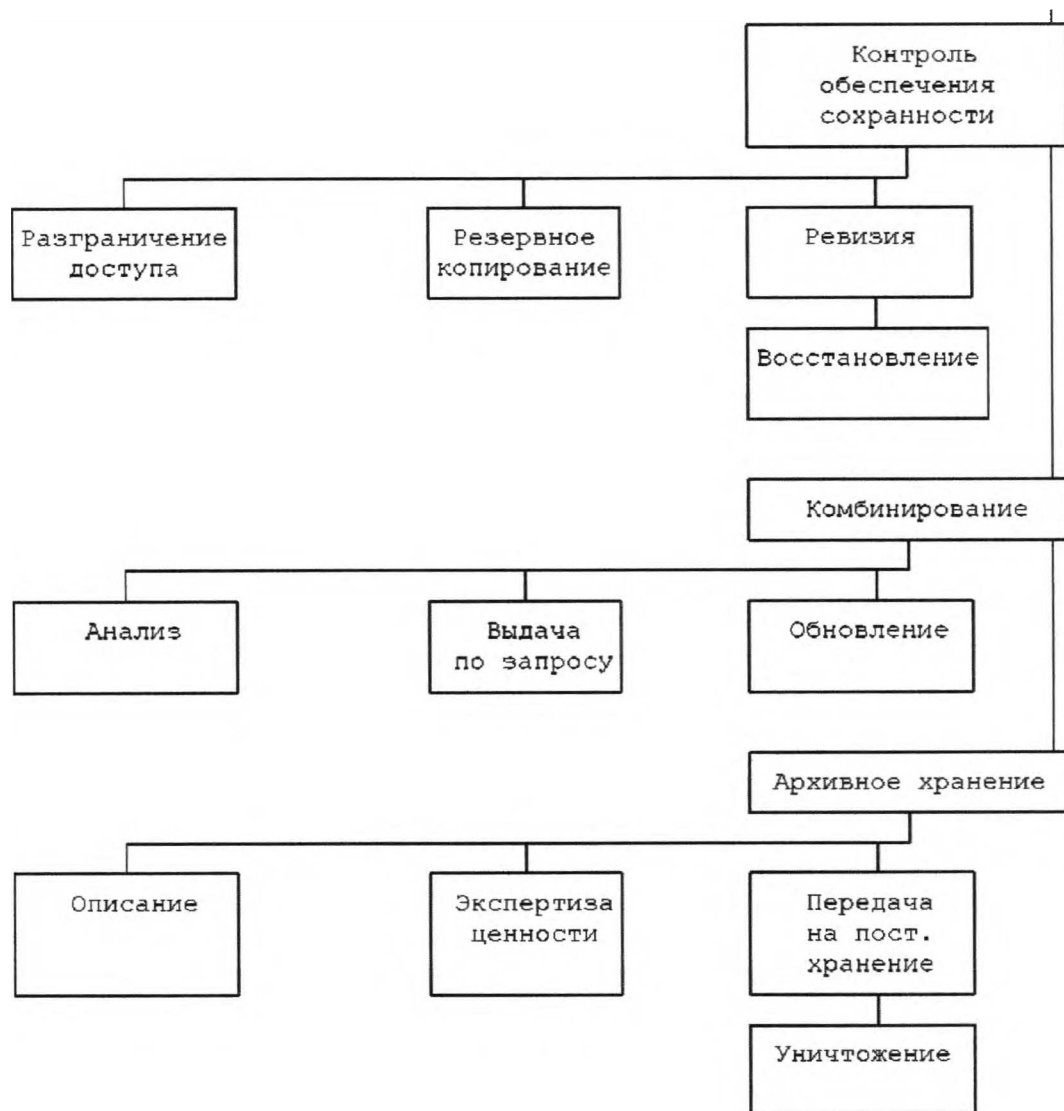 Контроль
обеспечения
сохранности
Разграничение
доступа
Резервное
копирование
Ревизия
Восстановление
Комбинирование
Анализ
Выдача
по запросу
Обновление
Архивное хранение
Описание
Экспертиза
ценности
Передача
на пост.
хранение
Уничтожение